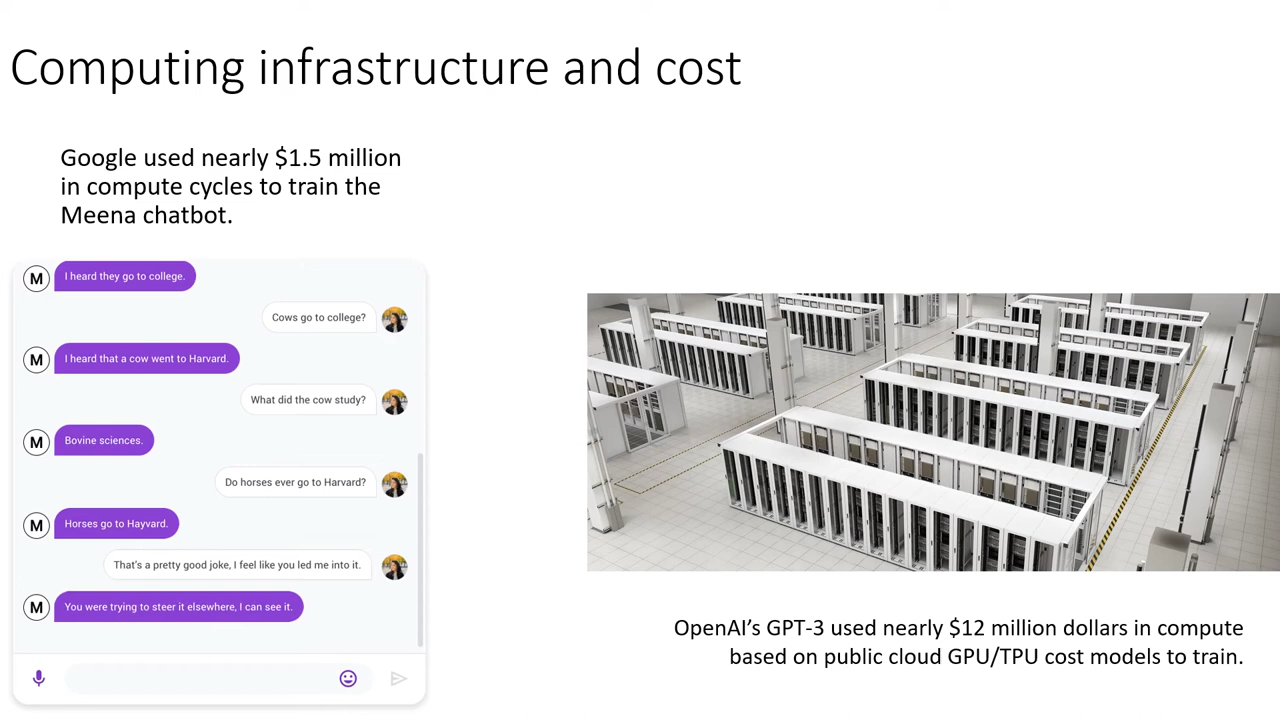 Computing infrastructure and cost
Google used nearly $1.5 million
in compute cycles to train the
Meena chatbot.
M I heard they go to college.
Cows go to college?
M I heard that a cow went to Harvard.
What did the cow study?
M Bovine sciences.
Do horses ever go to Harvard?
M Horses go to Hayvard.
That's a pretty good joke, I feel like you led me into it.
M You were trying to steer it elsewhere, I can see it.
OpenAI's GPT-3 used nearly $12 million dollars in compute
based on public cloud GPU/TPU cost models to train.